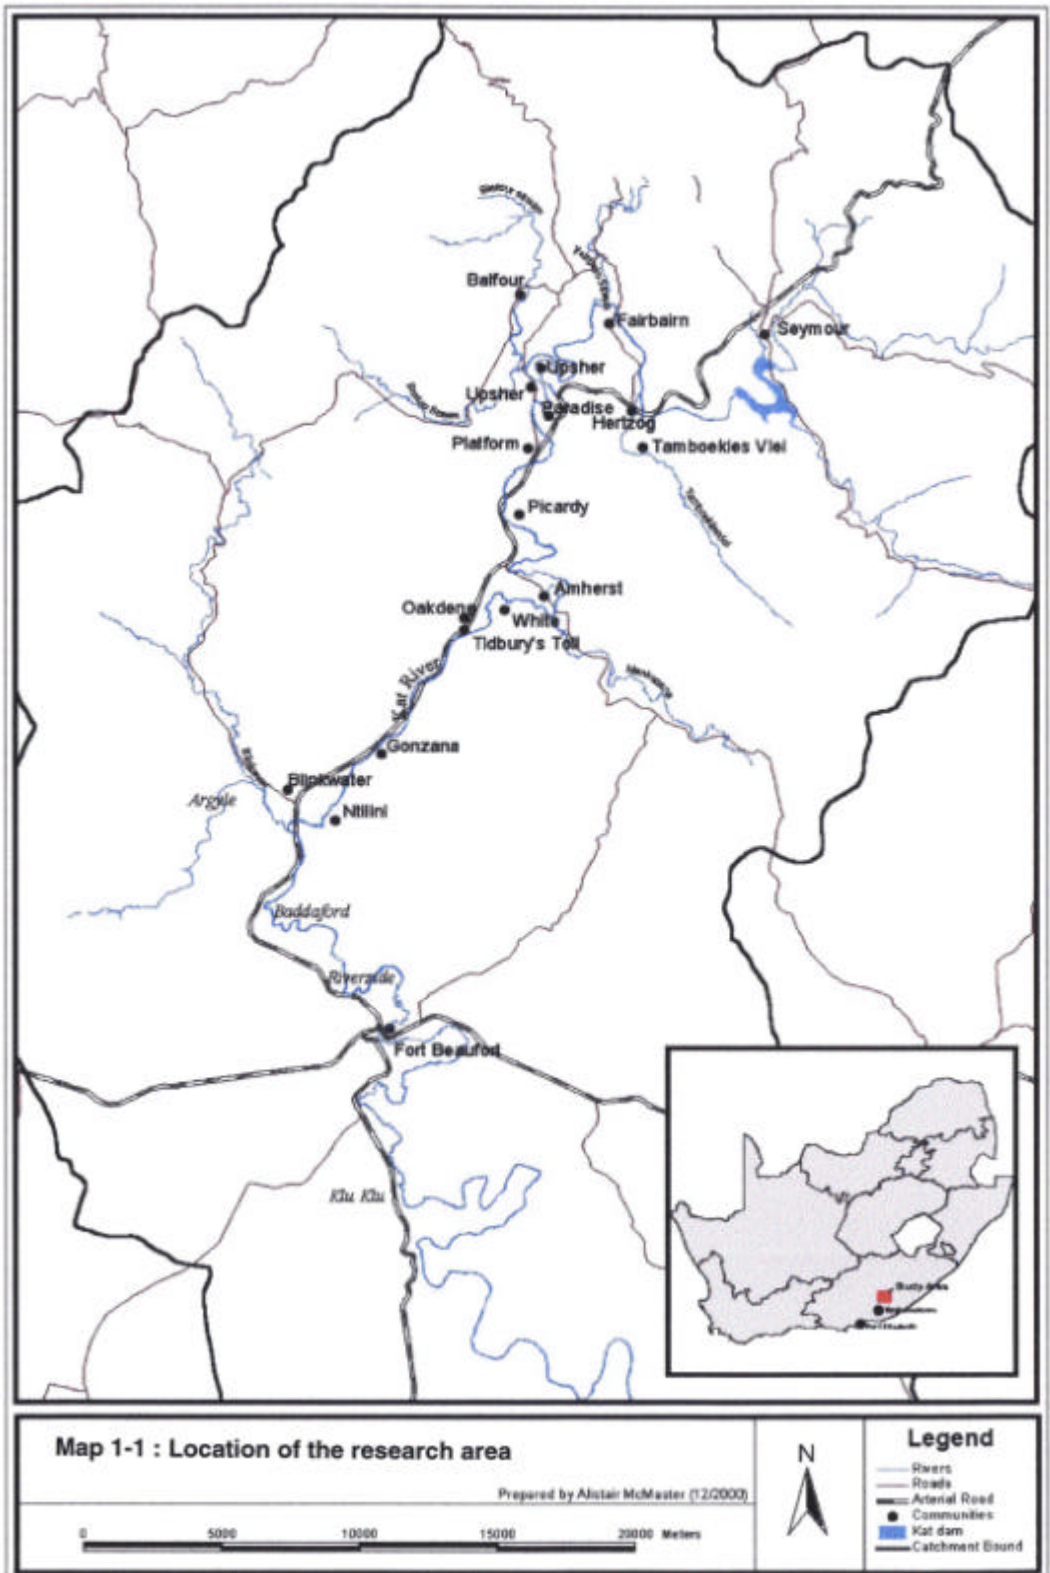 Balfour
Fairbairn
Seymour
Upsher
Upsher
Paradise
Hertzog
Platform
Tamboekies Vlei
Picardy
Amherst
Oakden
White
Tidbury's Toll
Kat River
Gonzana
Blinkwater
Argyle
Ntilini
Baddaford
Riverside
Fort Beaufort
Klu Klu
Study Area
Map 1-1 : Location of the research area
Prepared by Alistair McMaster (12/2000)
0 5000 10000 15000 20000 Meters
N
Legend
Rivers
Roads
Arterial Road
Communities
Kat dam
Catchment Bound